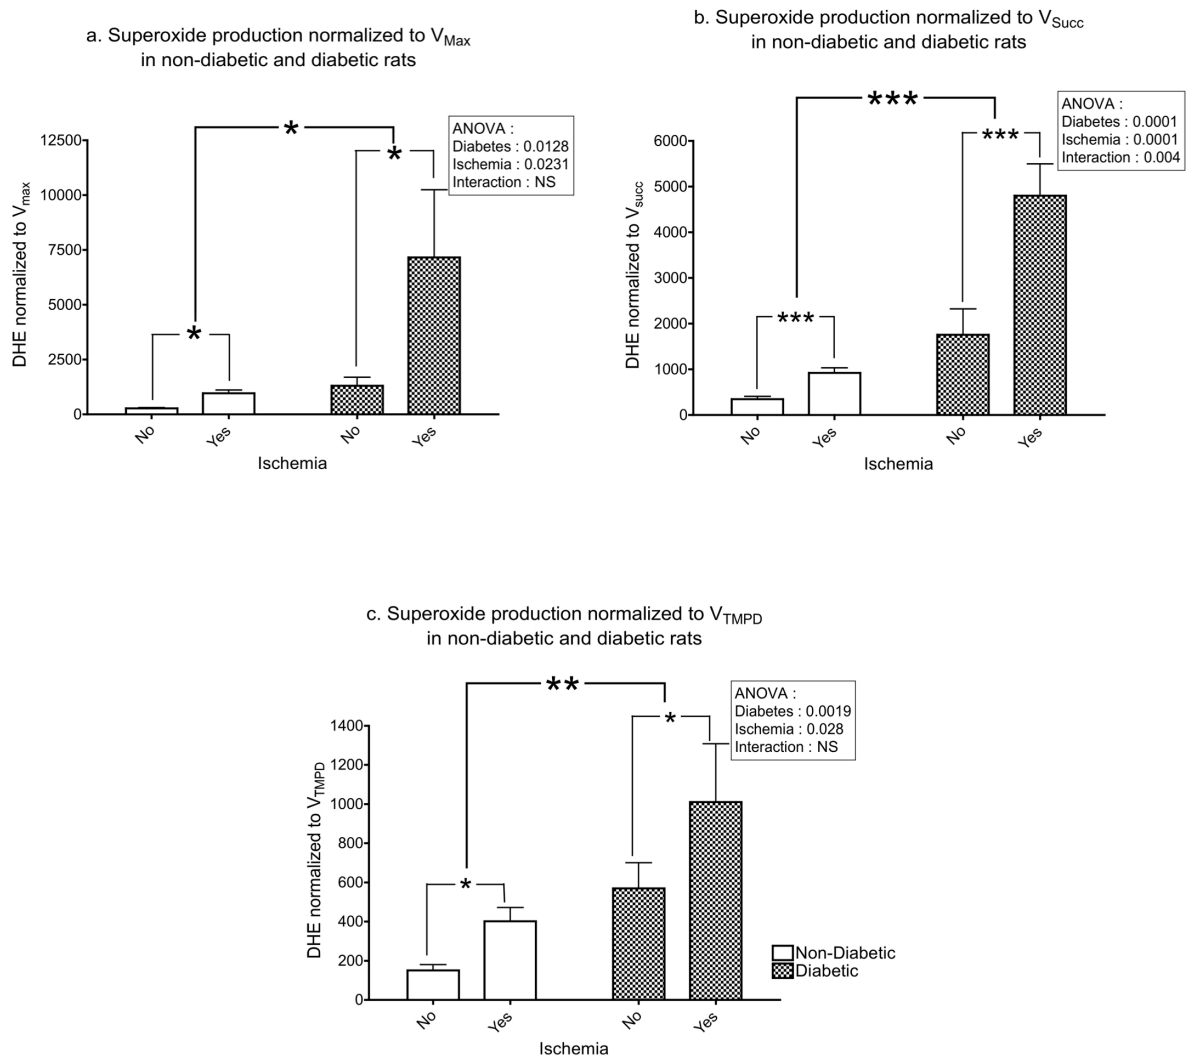 a. Superoxide production normalized to VMax
in non-diabetic and diabetic rats
*
*
*
ANOVA :
Diabetes : 0.0128
Ischemia : 0.0231
Interaction : NS
DHE normalized to Vmax
12500
10000
7500
5000
2500
0
No
Yes
No
Yes
Ischemia
b. Superoxide production normalized to VSucc
in non-diabetic and diabetic rats
***
***
***
ANOVA :
Diabetes : 0.0001
Ischemia : 0.0001
Interaction : 0.004
DHE normalized to Vsucc
6000
5000
4000
3000
2000
1000
0
No
Yes
No
Yes
Ischemia
c. Superoxide production normalized to VTMPD
in non-diabetic and diabetic rats
**
*
*
ANOVA :
Diabetes : 0.0019
Ischemia : 0.028
Interaction : NS
DHE normalized to VTMPD
1400
1200
1000
800
600
400
200
0
No
Yes
No
Yes
Ischemia
Non-Diabetic
Diabetic